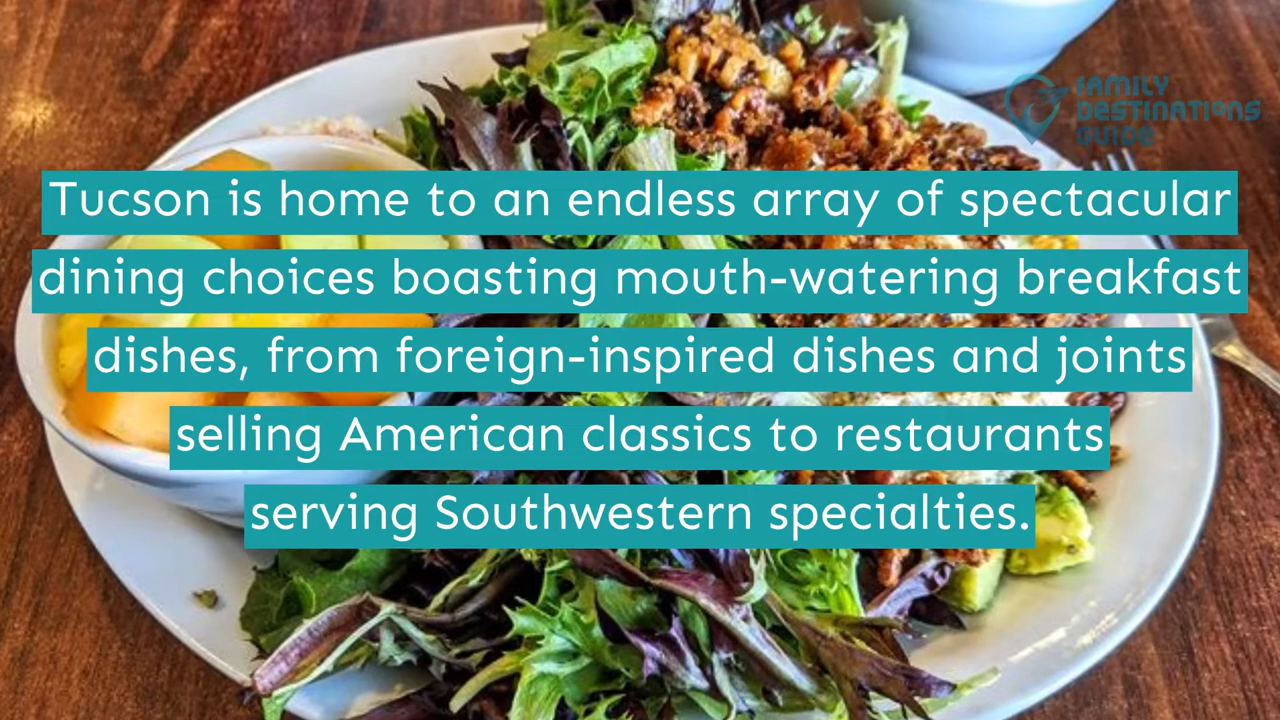 FAMILY
DESTINATIONS
GUIDE
Tucson is home to an endless array of spectacular
dining choices boasting mouth-watering breakfast
dishes, from foreign-inspired dishes and joints
selling American classics to restaurants
serving Southwestern specialties.